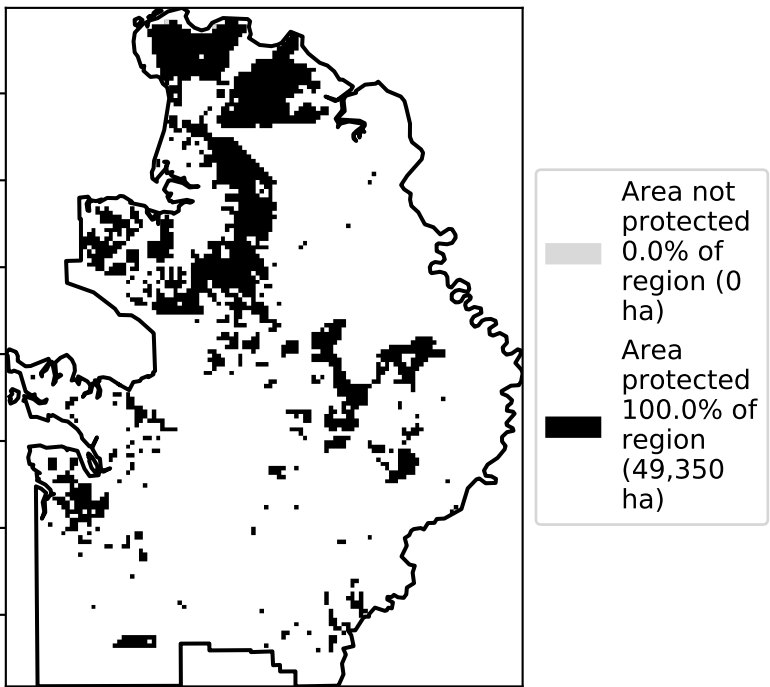 Area not
protected
0.0% of
region (0
ha)
Area
protected
100.0% of
region
(49,350
ha)